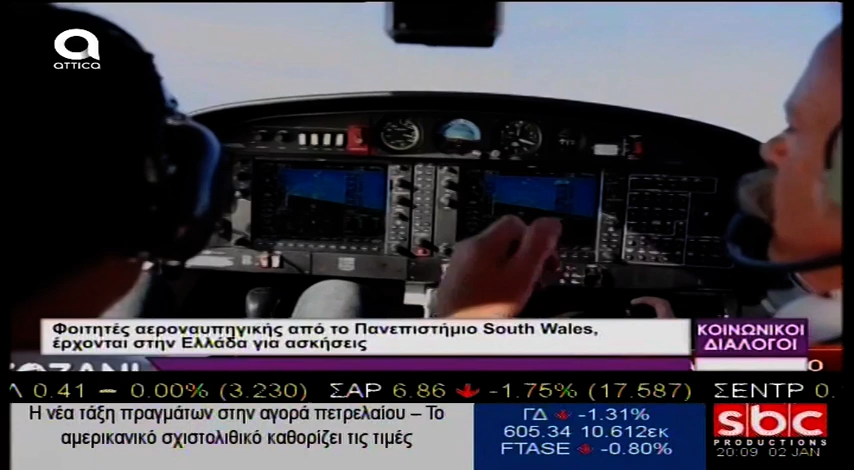 a
ATTICA
Φοιτητές αεροναυπηγικής από το Πανεπιστήμιο South Wales,
έρχονται στην Ελλάδα για ασκήσεις
ΚΟΙΝΩΝΙΚΟΙ
ΔΙΑΛΟΓΟΙ
0.41 0.00% (3.230) ΣΑΡ 6.86 -1.75% (17.587) ΣΕΝΤΡ 0.
Η νέα τάξη πραγμάτων στην αγορά πετρελαίου – Το
αμερικανικό σχιστολιθικό καθορίζει τις τιμές
ΓΔ -1.31%
605.34 10.612εκ
FTASE -0.80%
sbc
PRODUCTIONS
20:09 02 JAN